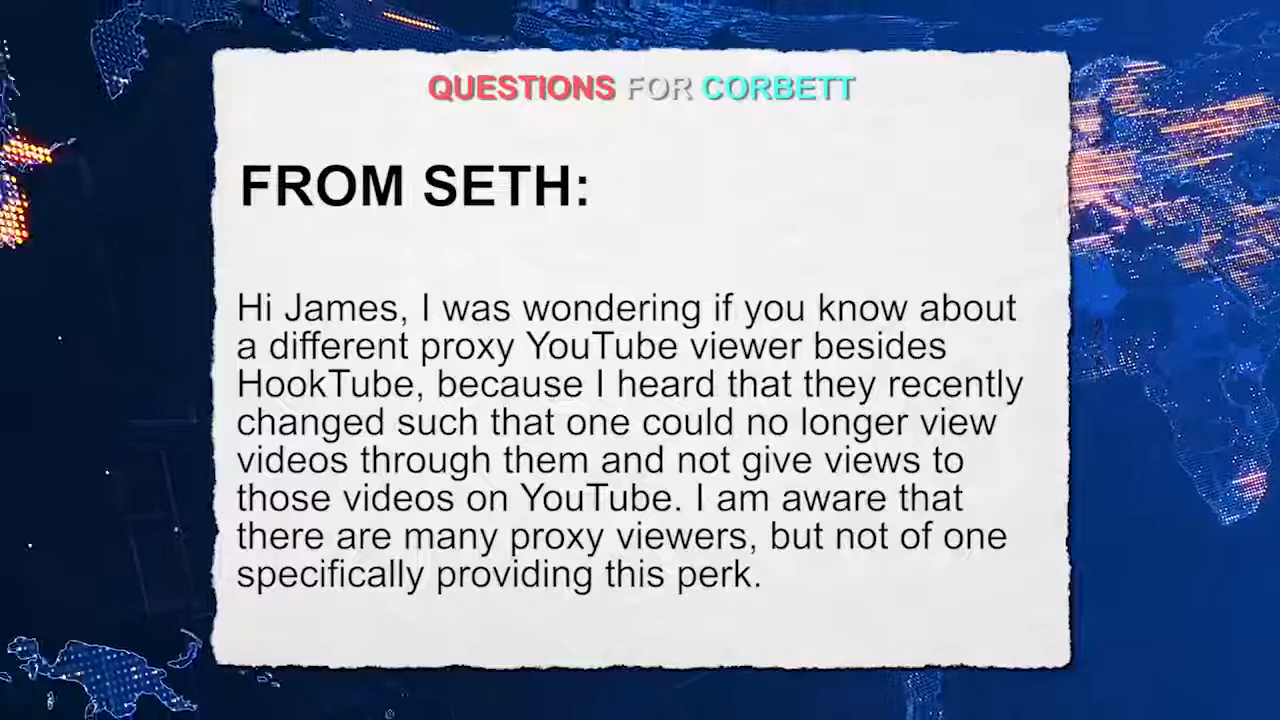 QUESTIONS FOR CORBETT
FROM SETH:
Hi James, I was wondering if you know about
a different proxy YouTube viewer besides
HookTube, because I heard that they recently
changed such that one could no longer view
videos through them and not give views to
those videos on YouTube. I am aware that
there are many proxy viewers, but not of one
specifically providing this perk.